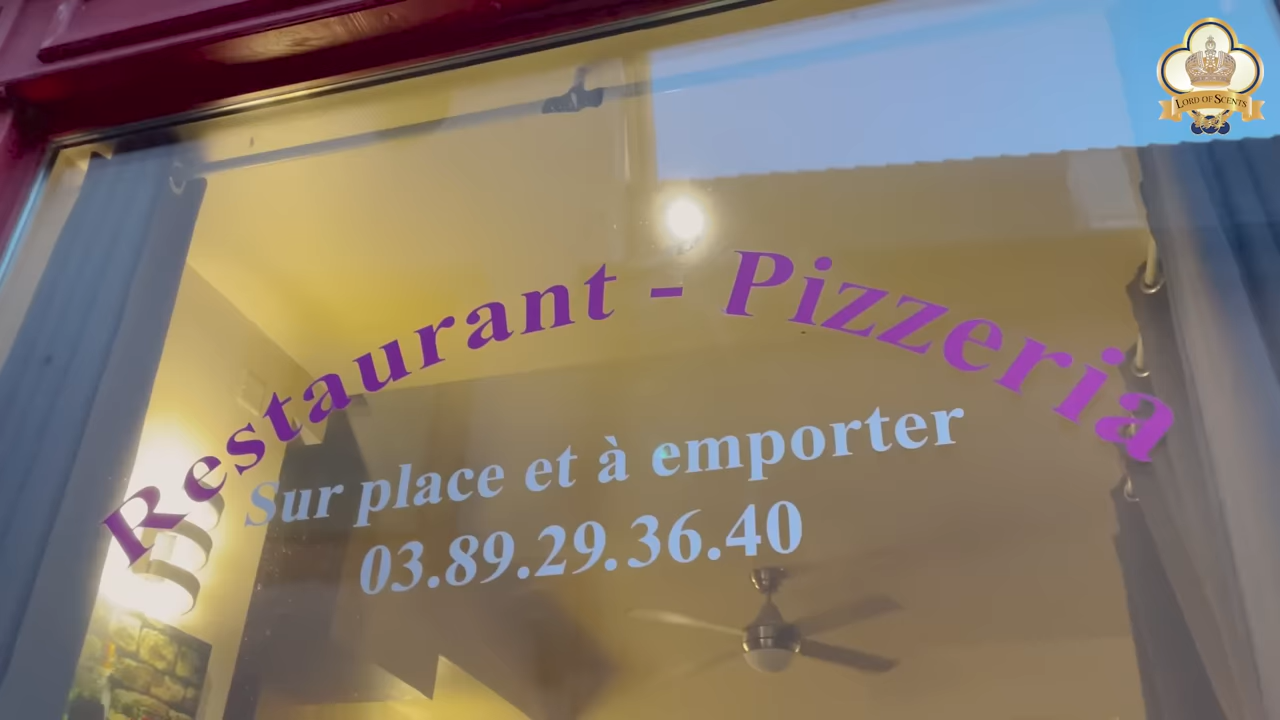 LORD OF SCENTS
Restaurant - Pizzeria
Sur place et à emporter
03.89.29.36.40